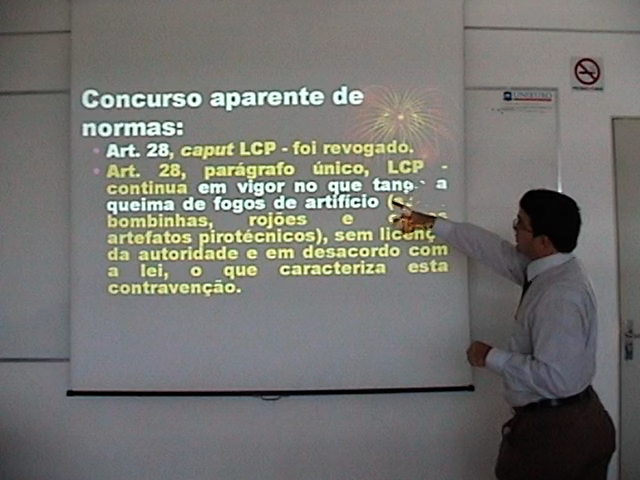 Concurso aparente de
normas:
Art. 28, caput LCP - foi revogado.
Art. 28, parágrafo único, LCP -
continua em vigor no que tange a
queima de fogos de artifício
bombinhas, rojões e
artefatos pirotécnicos), sem licenç
da autoridade e em desacordo com
a lei, o que caracteriza esta
contravenção.
UNIEURO